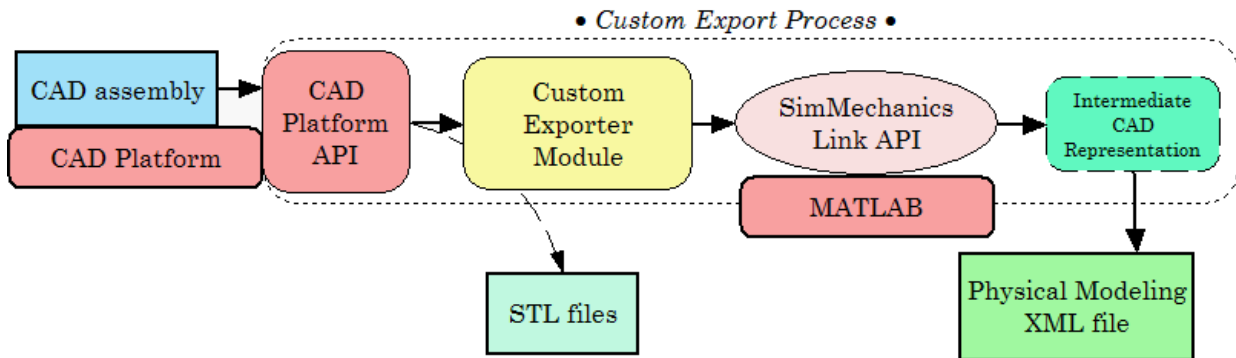 • Custom Export Process •
CAD assembly
CAD Platform
CAD
Platform
API
Custom
Exporter
Module
SimMechanics
Link API
MATLAB
Intermediate
CAD
Representation
STL files
Physical Modeling
XML file